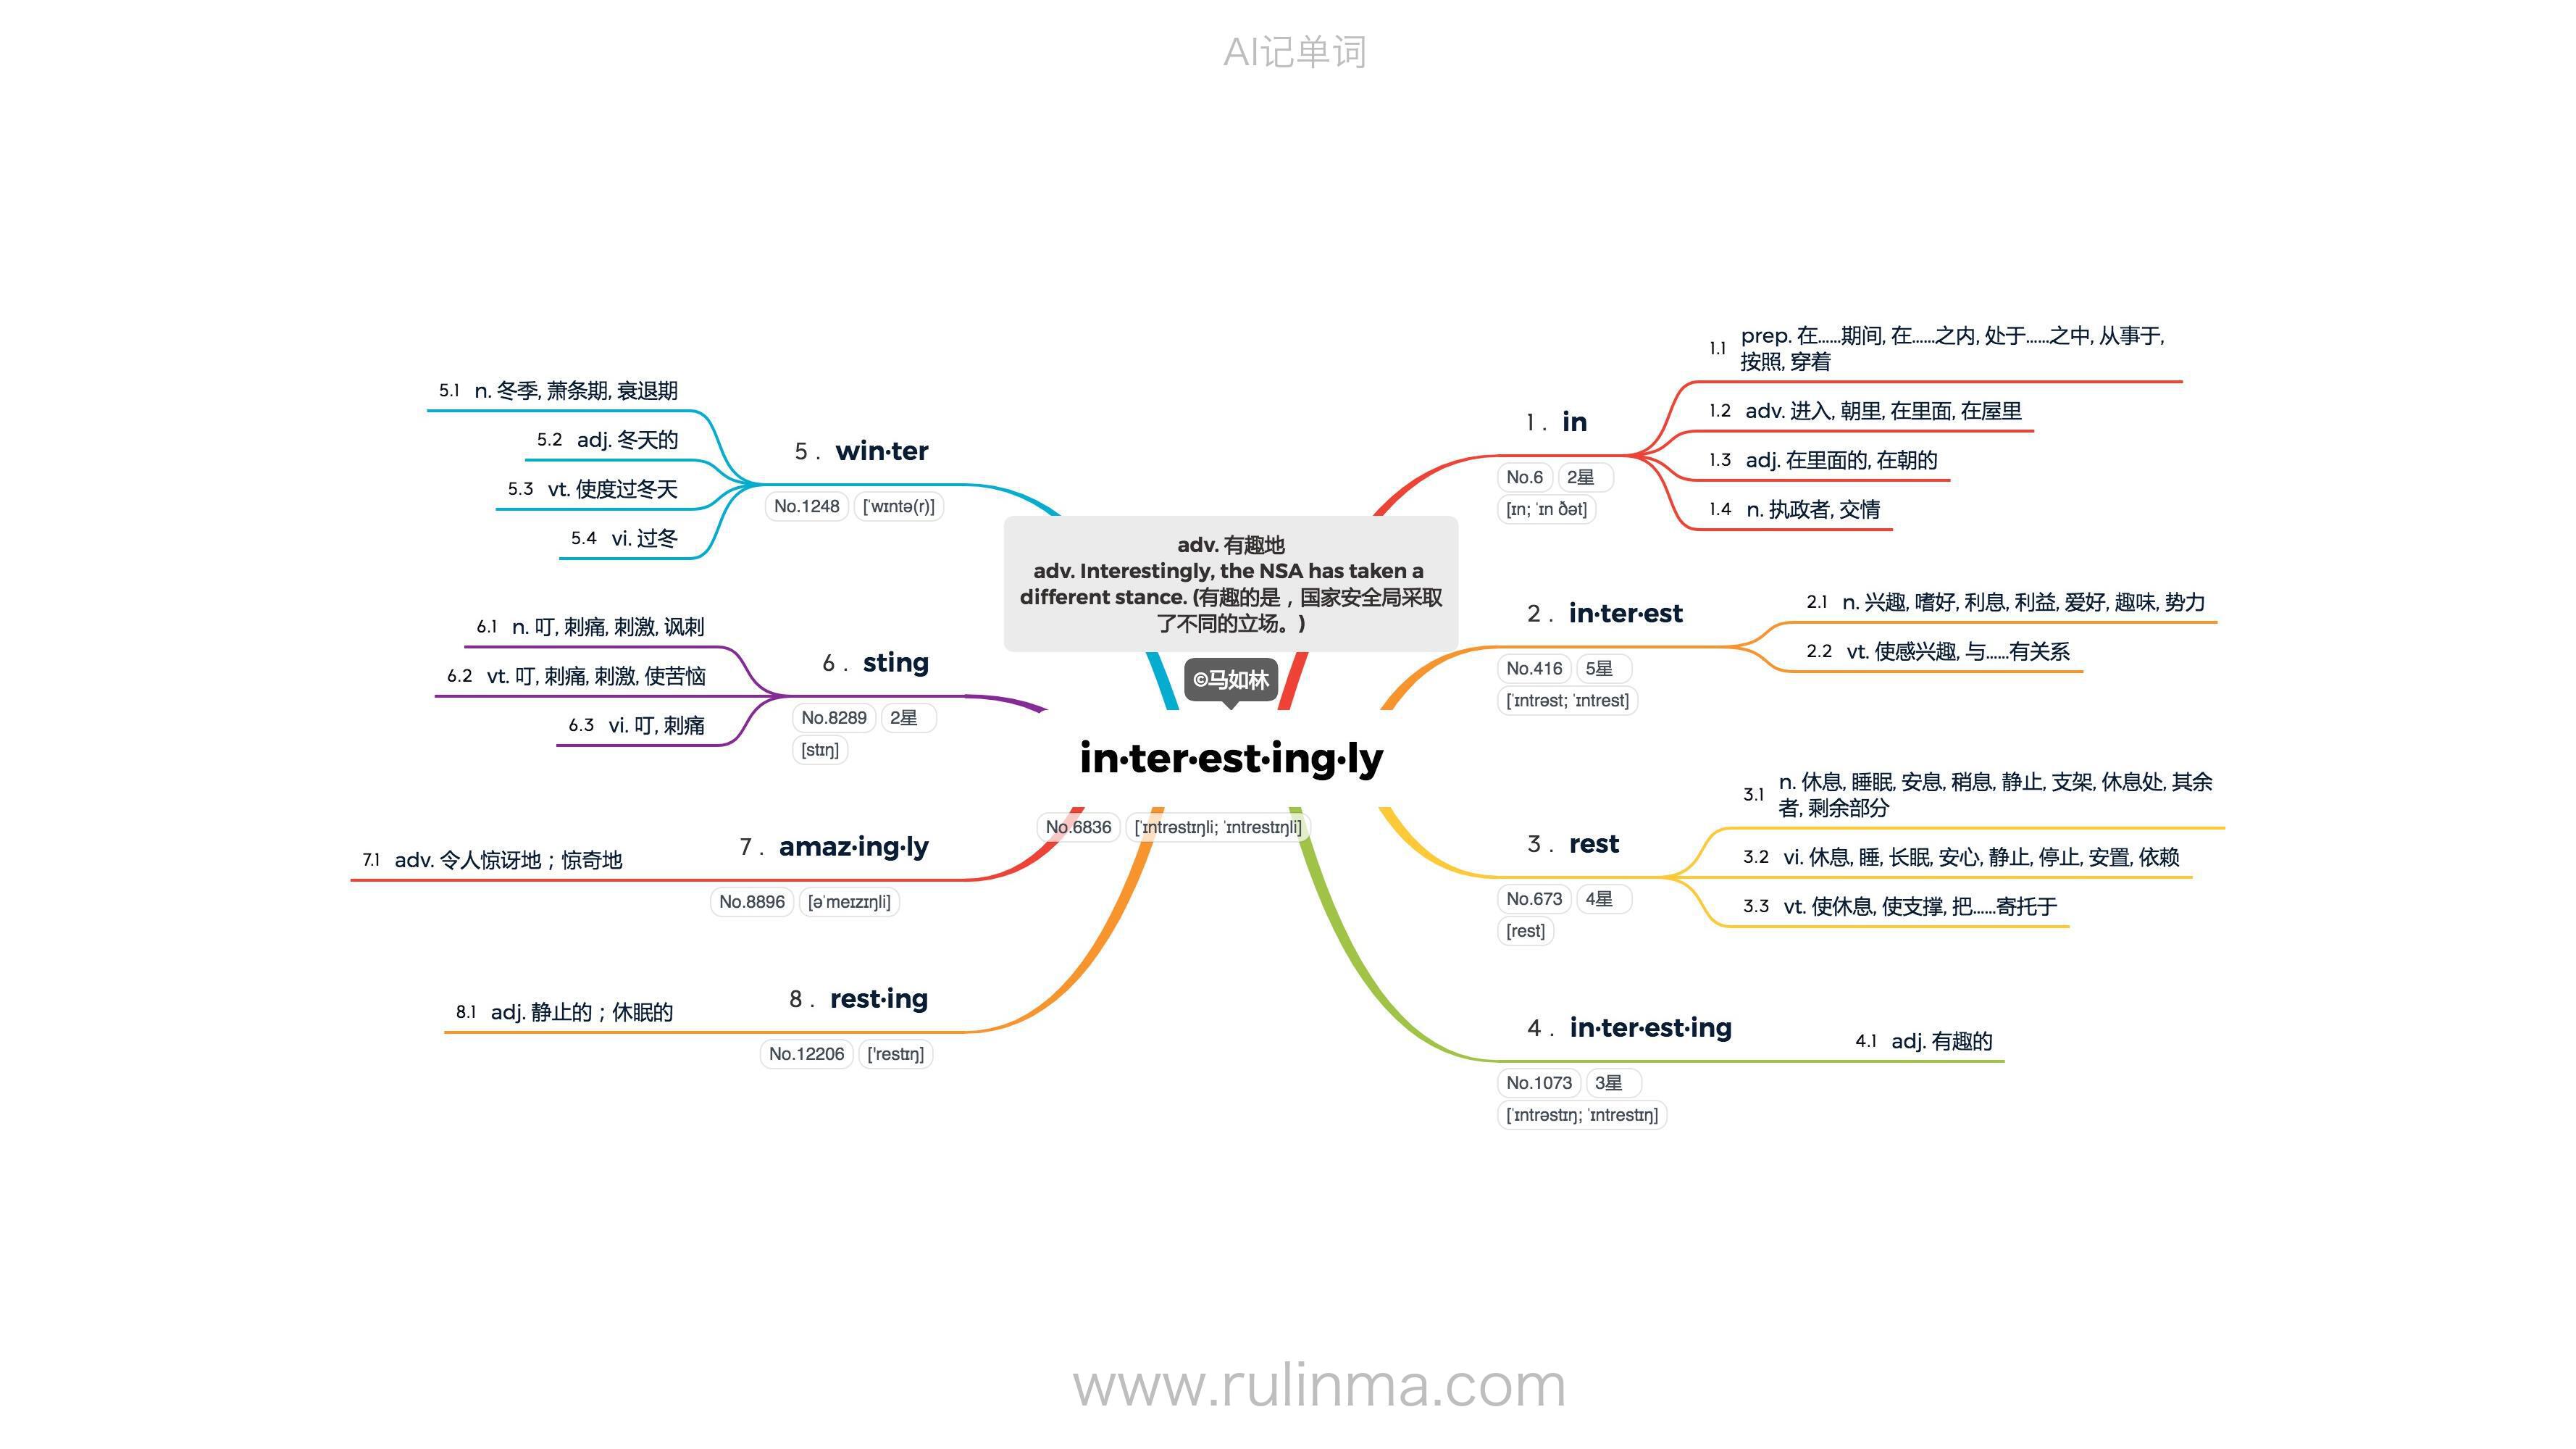 AI记单词
adv. 有趣地
adv. Interestingly, the NSA has taken a
different stance. (有趣的是，国家安全局采取
了不同的立场。)
©马如林
in·ter·est·ing·ly
No.6836 [ˈɪntrəstɪŋli; ˈɪntrestɪŋli]
1. in
No.6 2星
[ɪn; ˈɪn ðət]
1.1 prep. 在……期间, 在……之内, 处于……之中, 从事于,
按照, 穿着
1.2 adv. 进入, 朝里, 在里面, 在屋里
1.3 adj. 在里面的, 在朝的
1.4 n. 执政者, 交情
2. in·ter·est
No.416 5星
[ˈɪntrəst; ˈɪntrest]
2.1 n. 兴趣, 嗜好, 利息, 利益, 爱好, 趣味, 势力
2.2 vt. 使感兴趣, 与……有关系
3. rest
No.673 4星
[rest]
3.1 n. 休息, 睡眠, 安息, 稍息, 静止, 支架, 休息处, 其余
者, 剩余部分
3.2 vi. 休息, 睡, 长眠, 安心, 静止, 停止, 安置, 依赖
3.3 vt. 使休息, 使支撑, 把……寄托于
4. in·ter·est·ing
No.1073 3星
[ˈɪntrəstɪŋ; ˈɪntrestɪŋ]
4.1 adj. 有趣的
5. win·ter
No.1248 [ˈwɪntə(r)]
5.1 n. 冬季, 萧条期, 衰退期
5.2 adj. 冬天的
5.3 vt. 使度过冬天
5.4 vi. 过冬
6. sting
No.8289 2星
[stɪŋ]
6.1 n. 叮, 刺痛, 刺激, 讽刺
6.2 vt. 叮, 刺痛, 刺激, 使苦恼
6.3 vi. 叮, 刺痛
7. amaz·ing·ly
No.8896 [əˈmeɪzɪŋli]
7.1 adv. 令人惊讶地；惊奇地
8. rest·ing
No.12206 ['restɪŋ]
8.1 adj. 静止的；休眠的
www.rulinma.com